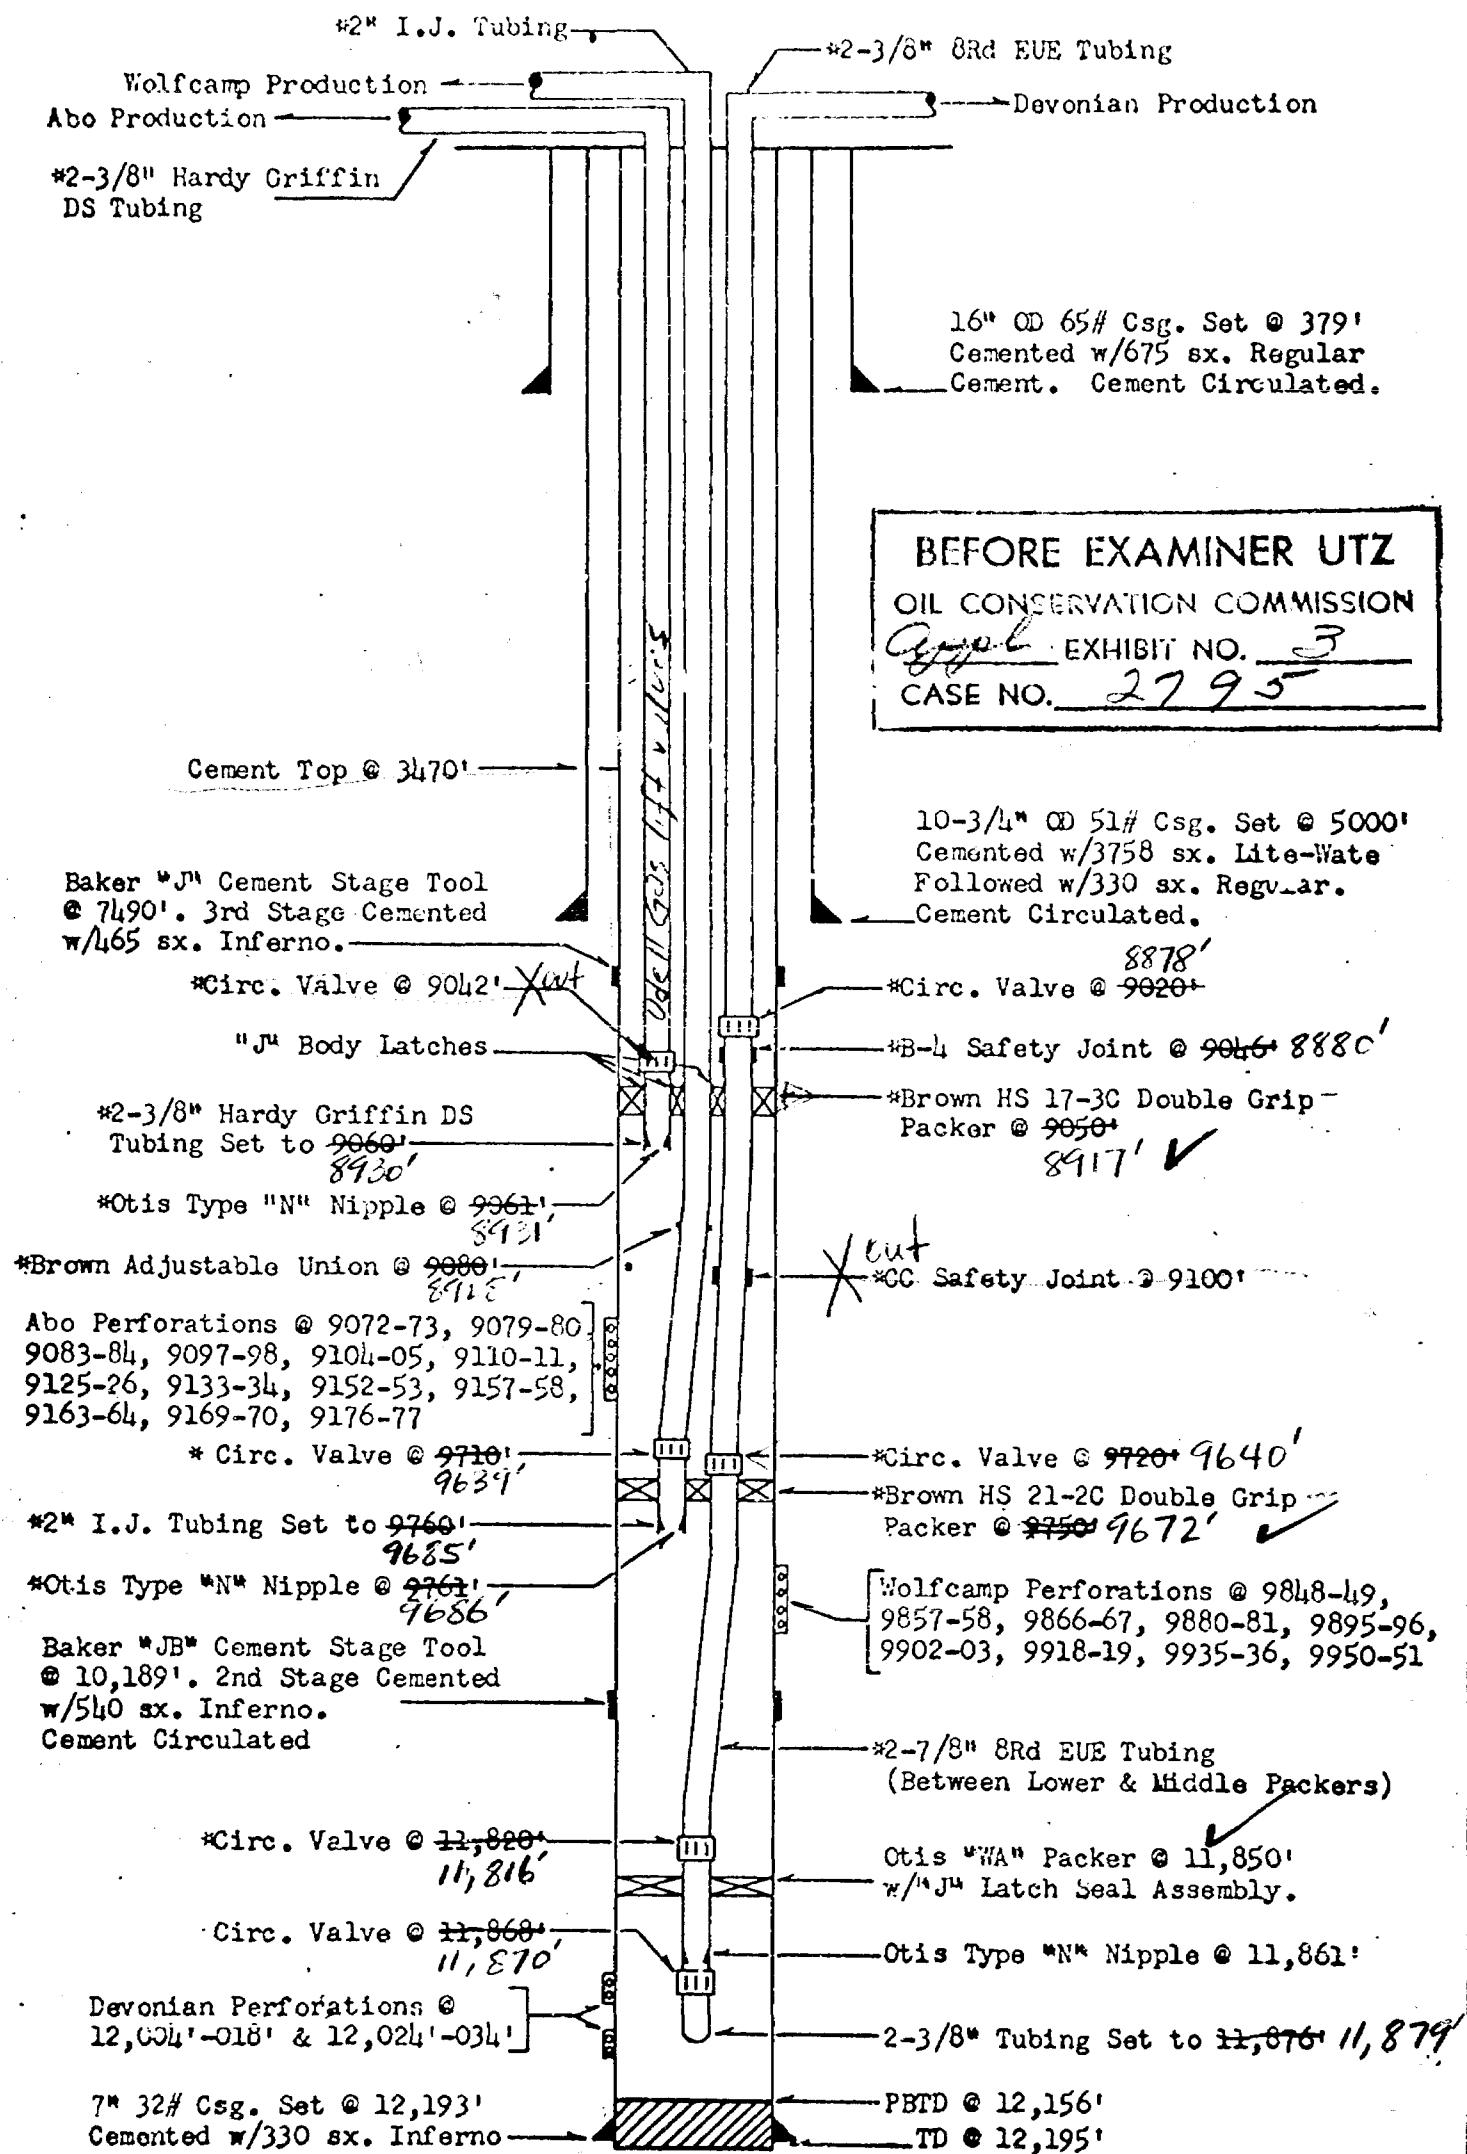 *2" I.J. Tubing
*2-3/8" 8Rd EUE Tubing
Wolfcamp Production
Abo Production
Devonian Production
*2-3/8" Hardy Griffin
DS Tubing
16" OD 65# Csg. Set @ 379'
Cemented w/675 sx. Regular
Cement. Cement Circulated.
BEFORE EXAMINER UTZ
OIL CONSERVATION COMMISSION
EXHIBIT NO. 3
CASE NO. 2795
Udell Gas lift valves
Cement Top @ 3470'
10-3/4" OD 51# Csg. Set @ 5000'
Cemented w/3758 sx. Lite-Wate
Followed w/330 sx. Regular.
Cement Circulated.
Baker "J" Cement Stage Tool
@ 7490'. 3rd Stage Cemented
w/465 sx. Inferno.
*Circ. Valve @ 9042' X out
8878'
*Circ. Valve @ 9020'
"J" Body Latches
*B-4 Safety Joint @ 9046' 8880'
*2-3/8" Hardy Griffin DS
Tubing Set to 9060'
8930'
*Brown HS 17-3C Double Grip
Packer @ 9050'
8917' ✓
*Otis Type "N" Nipple @ 9061'
8931'
*Brown Adjustable Union @ 9080'
X out
*CC Safety Joint @ 9100'
Abo Perforations @ 9072-73, 9079-80
9083-84, 9097-98, 9104-05, 9110-11,
9125-26, 9133-34, 9152-53, 9157-58,
9163-64, 9169-70, 9176-77
* Circ. Valve @ 9710'
9639'
*Circ. Valve @ 9720' 9640'
*Brown HS 21-2C Double Grip
Packer @ 9750' 9672' ✓
*2" I.J. Tubing Set to 9760'
9685'
*Otis Type "N" Nipple @ 9761'
9686'
Wolfcamp Perforations @ 9848-49,
9857-58, 9866-67, 9880-81, 9895-96,
9902-03, 9918-19, 9935-36, 9950-51
Baker "JB" Cement Stage Tool
@ 10,189'. 2nd Stage Cemented
w/540 sx. Inferno.
Cement Circulated
*2-7/8" 8Rd EUE Tubing
(Between Lower & Middle Packers)
*Circ. Valve @ 11,820'
11,816'
Otis "WA" Packer @ 11,850' ✓
w/"J" Latch Seal Assembly.
Circ. Valve @ 11,868'
11,870'
Otis Type "N" Nipple @ 11,861'
Devonian Perforations @
12,004'-018' & 12,024'-034'
2-3/8" Tubing Set to 11,876' 11,879'
7" 32# Csg. Set @ 12,193'
Cemented w/330 sx. Inferno
PBTD @ 12,156'
TD @ 12,195'